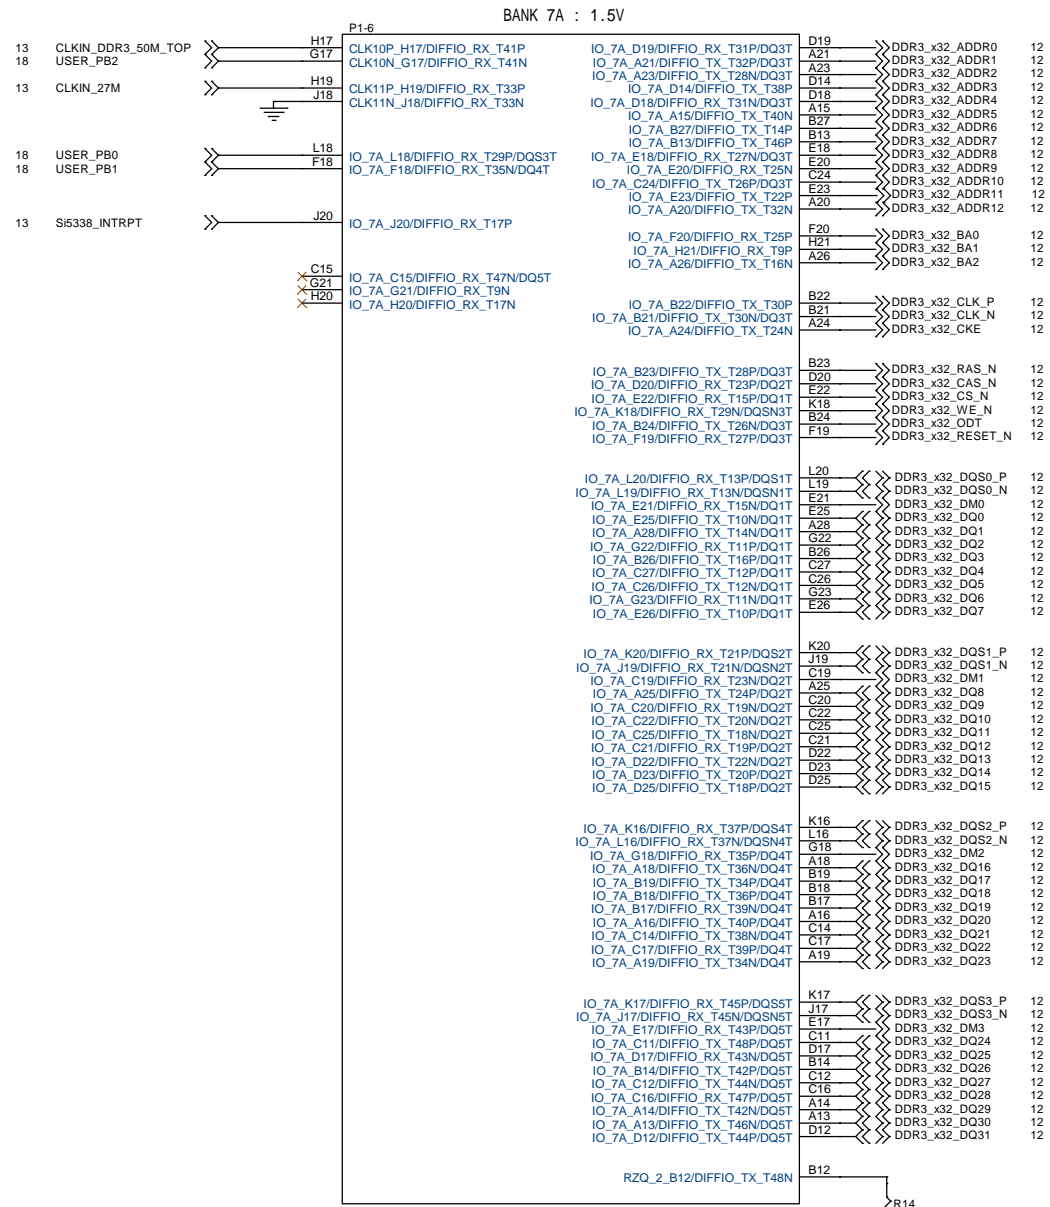 BANK 7A : 1.5V
P1-6
13 CLKIN_DDR3_50M_TOP H17 CLK10P_H17/DIFFIO_RX_T41P
18 USER_PB2 G17 CLK10N_G17/DIFFIO_RX_T41N
13 CLKIN_27M H19 CLK11P_H19/DIFFIO_RX_T33P
J18 CLK11N_J18/DIFFIO_RX_T33N
18 USER_PB0 L18 IO_7A_L18/DIFFIO_RX_T29P/DQS3T
18 USER_PB1 F18 IO_7A_F18/DIFFIO_RX_T35N/DQ4T
13 Si5338_INTRPT J20 IO_7A_J20/DIFFIO_RX_T17P
C15 IO_7A_C15/DIFFIO_RX_T47N/DQ5T
G21 IO_7A_G21/DIFFIO_RX_T9N
H20 IO_7A_H20/DIFFIO_RX_T17N
IO_7A_D19/DIFFIO_RX_T31P/DQ3T D19 DDR3_x32_ADDR0 12
IO_7A_A21/DIFFIO_TX_T32P/DQ3T A21 DDR3_x32_ADDR1 12
IO_7A_A23/DIFFIO_TX_T28N/DQ3T A23 DDR3_x32_ADDR2 12
IO_7A_D14/DIFFIO_TX_T38P D14 DDR3_x32_ADDR3 12
IO_7A_D18/DIFFIO_RX_T31N/DQ3T D18 DDR3_x32_ADDR4 12
IO_7A_A15/DIFFIO_TX_T40N A15 DDR3_x32_ADDR5 12
IO_7A_B27/DIFFIO_TX_T14P B27 DDR3_x32_ADDR6 12
IO_7A_B13/DIFFIO_TX_T46P B13 DDR3_x32_ADDR7 12
IO_7A_E18/DIFFIO_RX_T27N/DQ3T E18 DDR3_x32_ADDR8 12
IO_7A_E20/DIFFIO_RX_T25N E20 DDR3_x32_ADDR9 12
IO_7A_C24/DIFFIO_TX_T26P/DQ3T C24 DDR3_x32_ADDR10 12
IO_7A_E23/DIFFIO_TX_T22P E23 DDR3_x32_ADDR11 12
IO_7A_A20/DIFFIO_TX_T32N A20 DDR3_x32_ADDR12 12
IO_7A_F20/DIFFIO_RX_T25P F20 DDR3_x32_BA0 12
IO_7A_H21/DIFFIO_RX_T9P H21 DDR3_x32_BA1 12
IO_7A_A26/DIFFIO_TX_T16N A26 DDR3_x32_BA2 12
IO_7A_B22/DIFFIO_TX_T30P B22 DDR3_x32_CLK_P 12
IO_7A_B21/DIFFIO_TX_T30N/DQ3T B21 DDR3_x32_CLK_N 12
IO_7A_A24/DIFFIO_TX_T24N A24 DDR3_x32_CKE 12
IO_7A_B23/DIFFIO_TX_T28P/DQ3T B23 DDR3_x32_RAS_N 12
IO_7A_D20/DIFFIO_RX_T23P/DQ2T D20 DDR3_x32_CAS_N 12
IO_7A_E22/DIFFIO_RX_T15P/DQ1T E22 DDR3_x32_CS_N 12
IO_7A_K18/DIFFIO_RX_T29N/DQSN3T K18 DDR3_x32_WE_N 12
IO_7A_B24/DIFFIO_TX_T26N/DQ3T B24 DDR3_x32_ODT 12
IO_7A_F19/DIFFIO_RX_T27P/DQ3T F19 DDR3_x32_RESET_N 12
IO_7A_L20/DIFFIO_RX_T13P/DQS1T L20 DDR3_x32_DQS0_P 12
IO_7A_L19/DIFFIO_RX_T13N/DQSN1T L19 DDR3_x32_DQS0_N 12
IO_7A_E21/DIFFIO_RX_T15N/DQ1T E21 DDR3_x32_DM0 12
IO_7A_E25/DIFFIO_TX_T10N/DQ1T E25 DDR3_x32_DQ0 12
IO_7A_A28/DIFFIO_TX_T14N/DQ1T A28 DDR3_x32_DQ1 12
IO_7A_G22/DIFFIO_RX_T11P/DQ1T G22 DDR3_x32_DQ2 12
IO_7A_B26/DIFFIO_TX_T16P/DQ1T B26 DDR3_x32_DQ3 12
IO_7A_C27/DIFFIO_TX_T12P/DQ1T C27 DDR3_x32_DQ4 12
IO_7A_C26/DIFFIO_TX_T12N/DQ1T C26 DDR3_x32_DQ5 12
IO_7A_G23/DIFFIO_RX_T11N/DQ1T G23 DDR3_x32_DQ6 12
IO_7A_E26/DIFFIO_TX_T10P/DQ1T E26 DDR3_x32_DQ7 12
IO_7A_K20/DIFFIO_RX_T21P/DQS2T K20 DDR3_x32_DQS1_P 12
IO_7A_J19/DIFFIO_RX_T21N/DQSN2T J19 DDR3_x32_DQS1_N 12
IO_7A_C19/DIFFIO_RX_T23N/DQ2T C19 DDR3_x32_DM1 12
IO_7A_A25/DIFFIO_TX_T24P/DQ2T A25 DDR3_x32_DQ8 12
IO_7A_C20/DIFFIO_RX_T19N/DQ2T C20 DDR3_x32_DQ9 12
IO_7A_C22/DIFFIO_TX_T20N/DQ2T C22 DDR3_x32_DQ10 12
IO_7A_C25/DIFFIO_TX_T18N/DQ2T C25 DDR3_x32_DQ11 12
IO_7A_C21/DIFFIO_RX_T19P/DQ2T C21 DDR3_x32_DQ12 12
IO_7A_D22/DIFFIO_TX_T22N/DQ2T D22 DDR3_x32_DQ13 12
IO_7A_D23/DIFFIO_TX_T20P/DQ2T D23 DDR3_x32_DQ14 12
IO_7A_D25/DIFFIO_TX_T18P/DQ2T D25 DDR3_x32_DQ15 12
IO_7A_K16/DIFFIO_RX_T37P/DQS4T K16 DDR3_x32_DQS2_P 12
IO_7A_L16/DIFFIO_RX_T37N/DQSN4T L16 DDR3_x32_DQS2_N 12
IO_7A_G18/DIFFIO_RX_T35P/DQ4T G18 DDR3_x32_DM2 12
IO_7A_A18/DIFFIO_TX_T36N/DQ4T A18 DDR3_x32_DQ16 12
IO_7A_B19/DIFFIO_TX_T34P/DQ4T B19 DDR3_x32_DQ17 12
IO_7A_B18/DIFFIO_TX_T36P/DQ4T B18 DDR3_x32_DQ18 12
IO_7A_B17/DIFFIO_RX_T39N/DQ4T B17 DDR3_x32_DQ19 12
IO_7A_A16/DIFFIO_TX_T40P/DQ4T A16 DDR3_x32_DQ20 12
IO_7A_C14/DIFFIO_TX_T38N/DQ4T C14 DDR3_x32_DQ21 12
IO_7A_C17/DIFFIO_RX_T39P/DQ4T C17 DDR3_x32_DQ22 12
IO_7A_A19/DIFFIO_TX_T34N/DQ4T A19 DDR3_x32_DQ23 12
IO_7A_K17/DIFFIO_RX_T45P/DQS5T K17 DDR3_x32_DQS3_P 12
IO_7A_J17/DIFFIO_RX_T45N/DQSN5T J17 DDR3_x32_DQS3_N 12
IO_7A_E17/DIFFIO_RX_T43P/DQ5T E17 DDR3_x32_DM3 12
IO_7A_C11/DIFFIO_TX_T48P/DQ5T C11 DDR3_x32_DQ24 12
IO_7A_D17/DIFFIO_RX_T43N/DQ5T D17 DDR3_x32_DQ25 12
IO_7A_B14/DIFFIO_TX_T42P/DQ5T B14 DDR3_x32_DQ26 12
IO_7A_C12/DIFFIO_TX_T44N/DQ5T C12 DDR3_x32_DQ27 12
IO_7A_C16/DIFFIO_RX_T47P/DQ5T C16 DDR3_x32_DQ28 12
IO_7A_A14/DIFFIO_TX_T42N/DQ5T A14 DDR3_x32_DQ29 12
IO_7A_A13/DIFFIO_TX_T46N/DQ5T A13 DDR3_x32_DQ30 12
IO_7A_D12/DIFFIO_TX_T44P/DQ5T D12 DDR3_x32_DQ31 12
RZQ_2_B12/DIFFIO_TX_T48N B12
R14